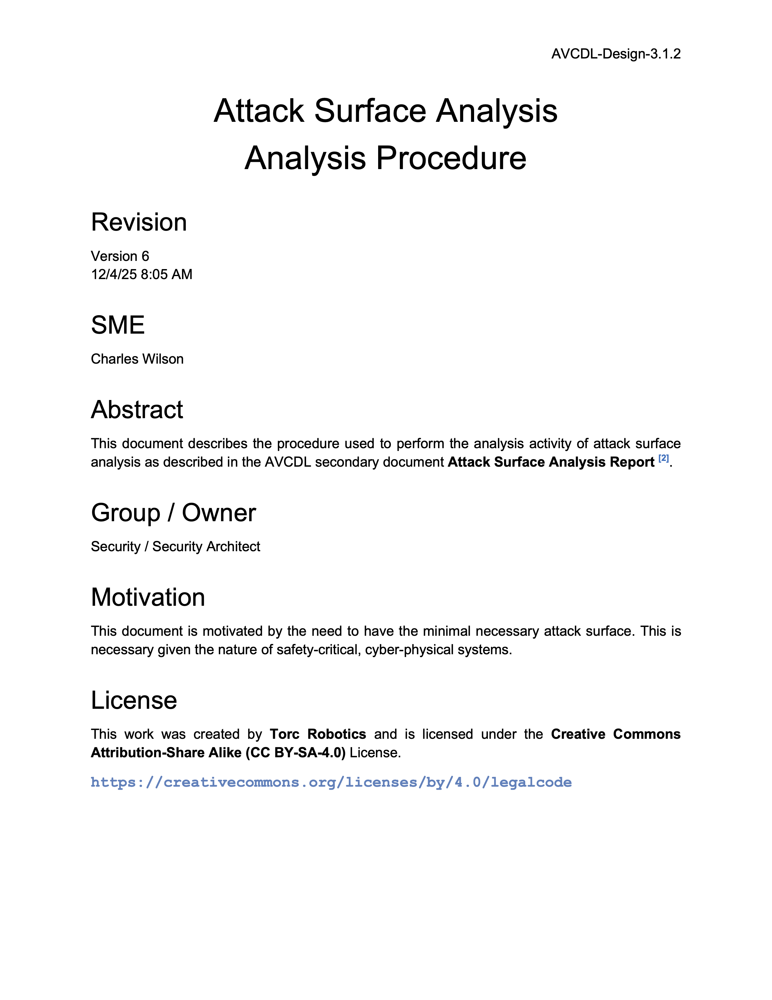 AVCDL-Design-3.1.2
Attack Surface Analysis
Analysis Procedure
Revision
Version 6
12/4/25 8:05 AM
SME
Charles Wilson
Abstract
This document describes the procedure used to perform the analysis activity of attack surface
analysis as described in the AVCDL secondary document Attack Surface Analysis Report [2].
Group / Owner
Security / Security Architect
Motivation
This document is motivated by the need to have the minimal necessary attack surface. This is
necessary given the nature of safety-critical, cyber-physical systems.
License
This work was created by Torc Robotics and is licensed under the Creative Commons
Attribution-Share Alike (CC BY-SA-4.0) License.
https://creativecommons.org/licenses/by/4.0/legalcode